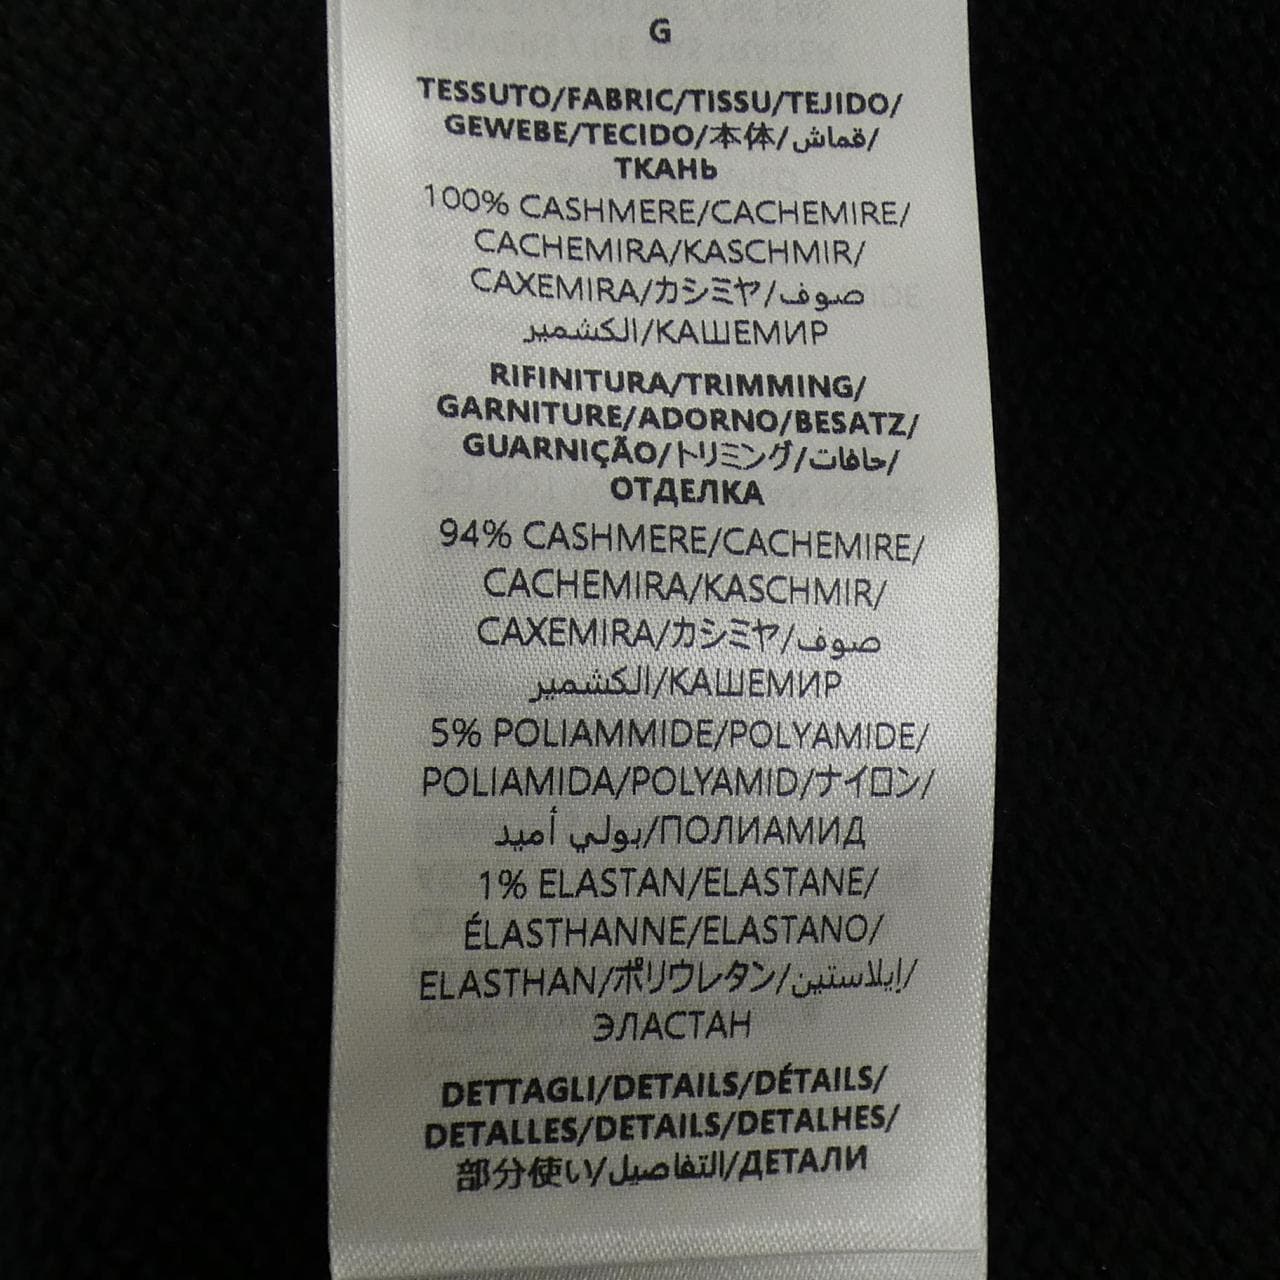 G
TESSUTO/FABRIC/TISSU/TEJIDO/
GEWEBE/TECIDO/本体/قماش/
ТКАНЬ
100% CASHMERE/CACHEMIRE/
CACHEMIRA/KASCHMIR/
CAXEMIRA/カシミヤ/صوف
الكشمير/КАШЕМИР
RIFINITURA/TRIMMING/
GARNITURE/ADORNO/BESATZ/
GUARNIÇÃO/トリミング/حافات/
ОТДЕЛКА
94% CASHMERE/CACHEMIRE/
CACHEMIRA/KASCHMIR/
CAXEMIRA/カシミヤ/صوف
الكشمير/КАШЕМИР
5% POLIAMMIDE/POLYAMIDE/
POLIAMIDA/POLYAMID/ナイロン/
بولي أميد/ПОЛИАМИД
1% ELASTAN/ELASTANE/
ÉLASTHANNE/ELASTANO/
ELASTHAN/ポリウレタン/إيلاستين/
ЭЛАСТАН
DETTAGLI/DETAILS/DÉTAILS/
DETALLES/DETAILS/DETALHES/
部分使い/التفاصيل/ДЕТАЛИ